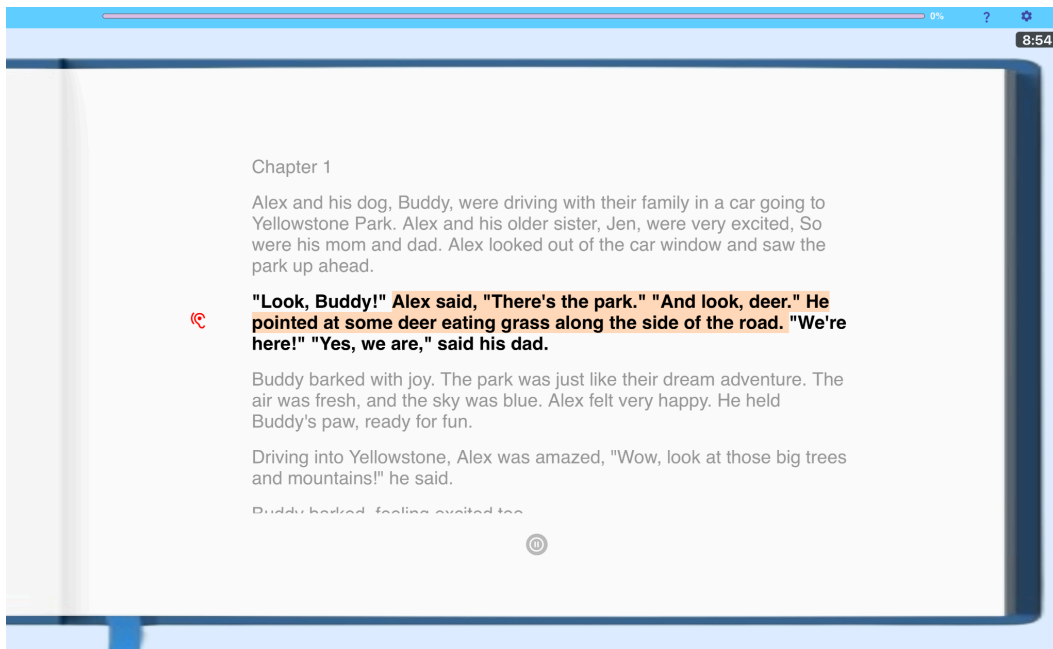 0%
?
8:54
Chapter 1
Alex and his dog, Buddy, were driving with their family in a car going to
Yellowstone Park. Alex and his older sister, Jen, were very excited, So
were his mom and dad. Alex looked out of the car window and saw the
park up ahead.
"Look, Buddy!" Alex said, "There's the park." "And look, deer." He
pointed at some deer eating grass along the side of the road. "We're
here!" "Yes, we are," said his dad.
Buddy barked with joy. The park was just like their dream adventure. The
air was fresh, and the sky was blue. Alex felt very happy. He held
Buddy's paw, ready for fun.
Driving into Yellowstone, Alex was amazed, "Wow, look at those big trees
and mountains!" he said.
Buddy barked, feeling excited too